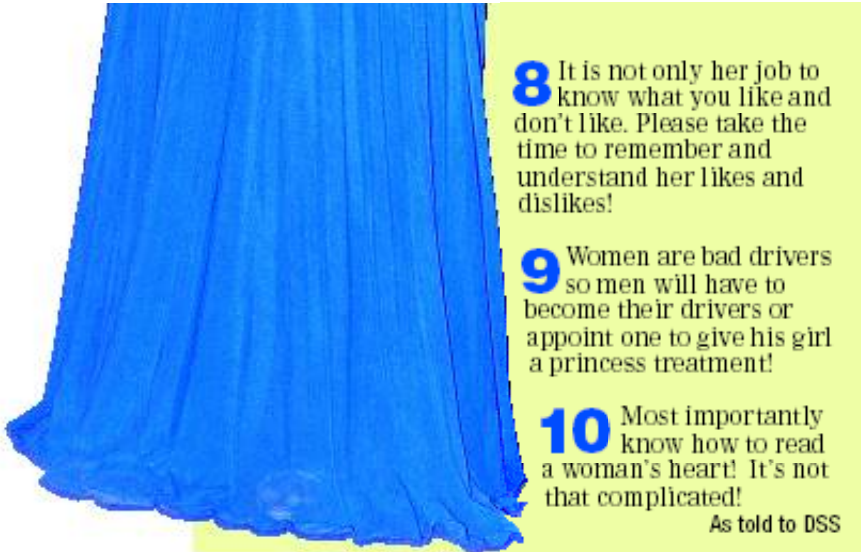 8 It is not only her job to
know what you like and
don't like. Please take the
time to remember and
understand her likes and
dislikes!
9 Women are bad drivers
so men will have to
become their drivers or
appoint one to give his girl
a princess treatment!
10 Most importantly
know how to read
a woman's heart! It's not
that complicated!
As told to DSS